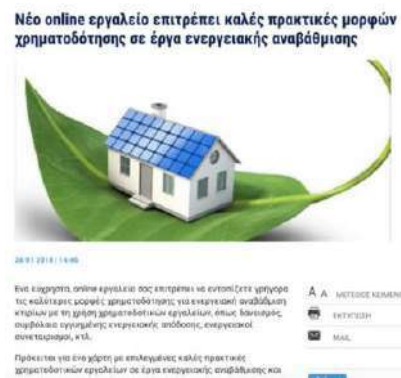 Νέο online εργαλείο επιτρέπει καλές πρακτικές μορφών
χρηματοδότησης σε έργα ενεργειακής αναβάθμισης
Ένα εύχρηστο, online εργαλείο σας επιτρέπει να εντοπίζετε γρήγορα
τις καλύτερες μορφές χρηματοδότησης για ενεργειακή αναβάθμιση
κτιρίων με τη χρήση χρηματοδοτικών εργαλείων, όπως δανεισμός,
συμβόλαια εγγυημένης ενεργειακής απόδοσης, ενεργειακοί
συνεταιρισμοί, κτλ.
Πρόκειται για ένα χάρτη με επιλεγμένες καλές πρακτικές
χρηματοδοτικών εργαλείων σε έργα ενεργειακής αναβάθμισης και
A A ΜΕΓΕΘΟΣ ΚΕΙΜΕΝΟΥ
ΕΚΤΥΠΩΣΗ
MAIL